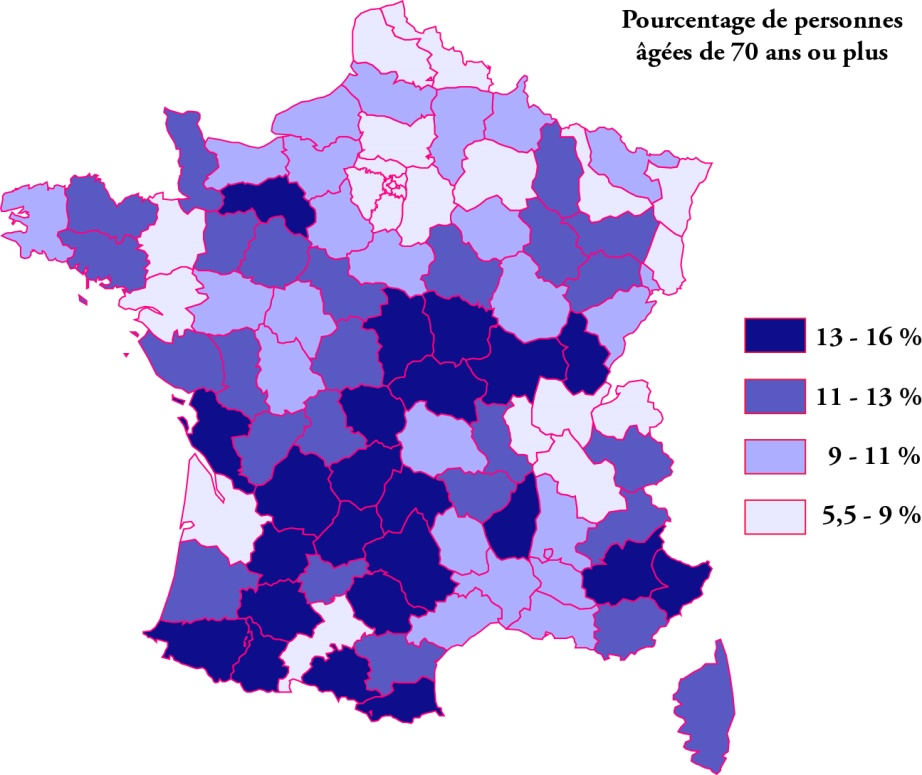 Pourcentage de personnes
âgées de 70 ans ou plus
13 - 16 %
11 - 13 %
9 - 11 %
5,5 - 9 %